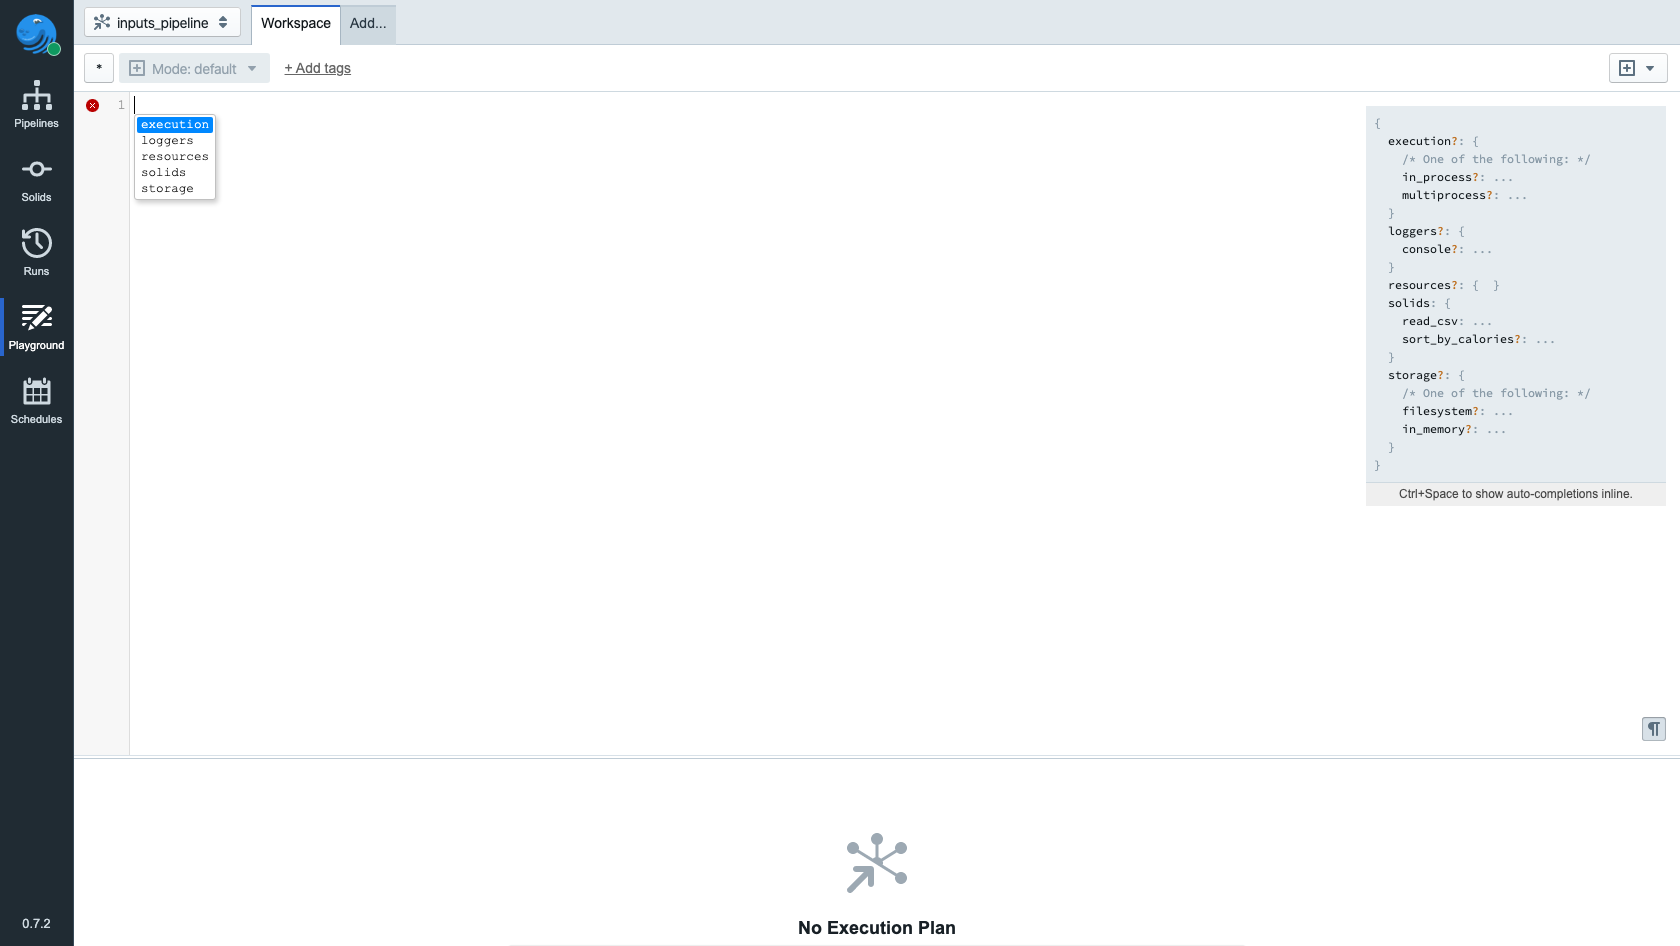 inputs_pipeline
Workspace
Add...
*
Mode: default
+ Add tags
Pipelines
Solids
Runs
Playground
Schedules
0.7.2
1
execution
loggers
resources
solids
storage
{
execution?: {
/* One of the following: */
in_process?: ...
multiprocess?: ...
}
loggers?: {
console?: ...
}
resources?: { }
solids: {
read_csv: ...
sort_by_calories?: ...
}
storage?: {
/* One of the following: */
filesystem?: ...
in_memory?: ...
}
}
Ctrl+Space to show auto-completions inline.
¶
No Execution Plan